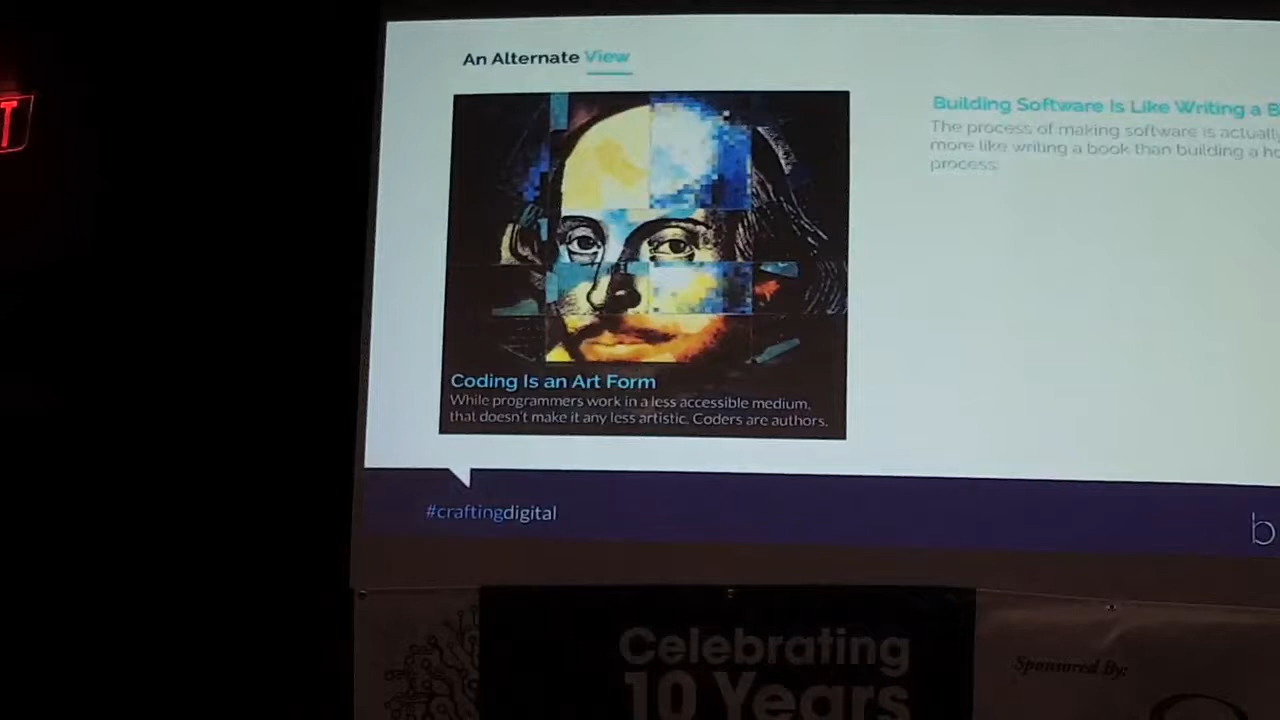 An Alternate View
Building Software Is Like Writing a
The process of making software is
more like writing a book than building a
process.
Coding Is an Art Form
While programmers work in a less accessible medium,
that doesn't make it any less artistic. Coders are authors.
#craftingdigital
b
Celebrating
10 Years
Sponsored By:
T